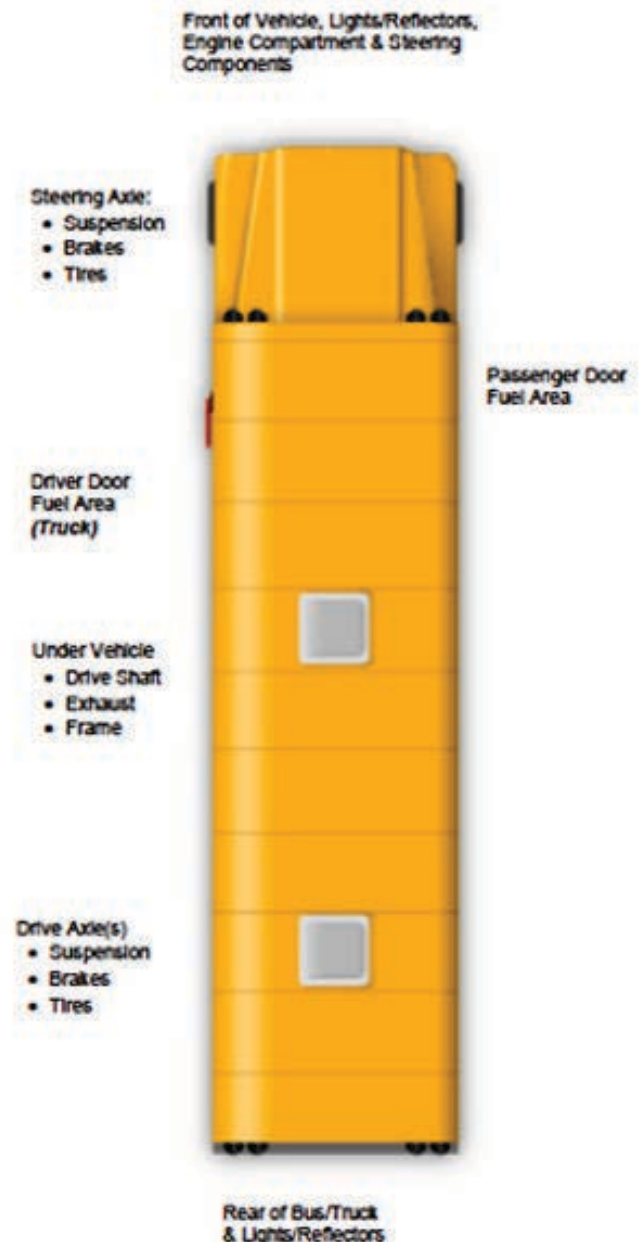 Front of Vehicle, Lights/Reflectors,
Engine Compartment & Steering
Components
Steering Axle:
• Suspension
• Brakes
• Tires
Passenger Door
Fuel Area
Driver Door
Fuel Area
(Truck)
Under Vehicle
• Drive Shaft
• Exhaust
• Frame
Drive Axle(s)
• Suspension
• Brakes
• Tires
Rear of Bus/Truck
& Lights/Reflectors